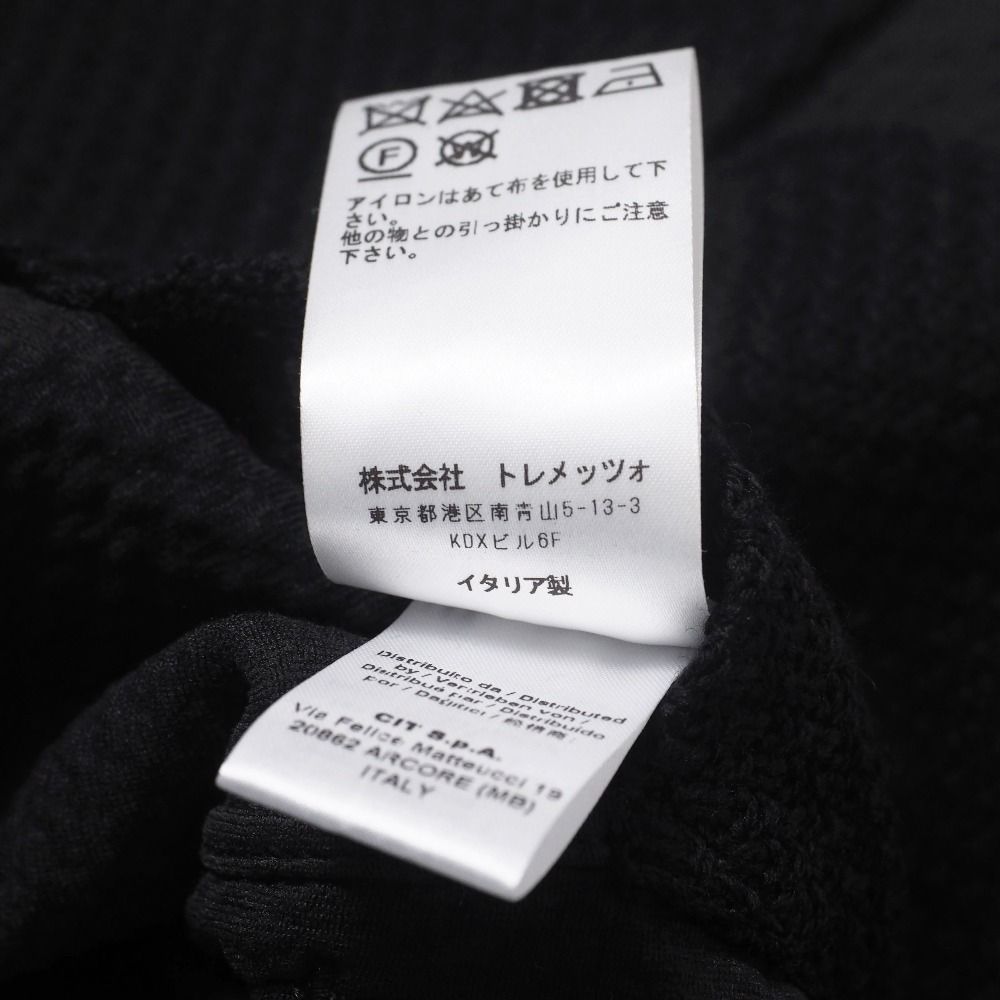 F W
アイロンはあて布を使用して下
さい。
他の物との引っ掛かりにご注意
下さい。
株式会社 トレメッツォ
東京都港区南青山5-13-3
KDXビル6F
イタリア製
Distribuito da / Distributed
by / Vertrieben von /
Distribué par / Distribuido
por / Dağıtıcı / 经销商:
CIT S.p.A.
Via Felice Matteucci 19
20862 ARCORE (MB)
ITALY